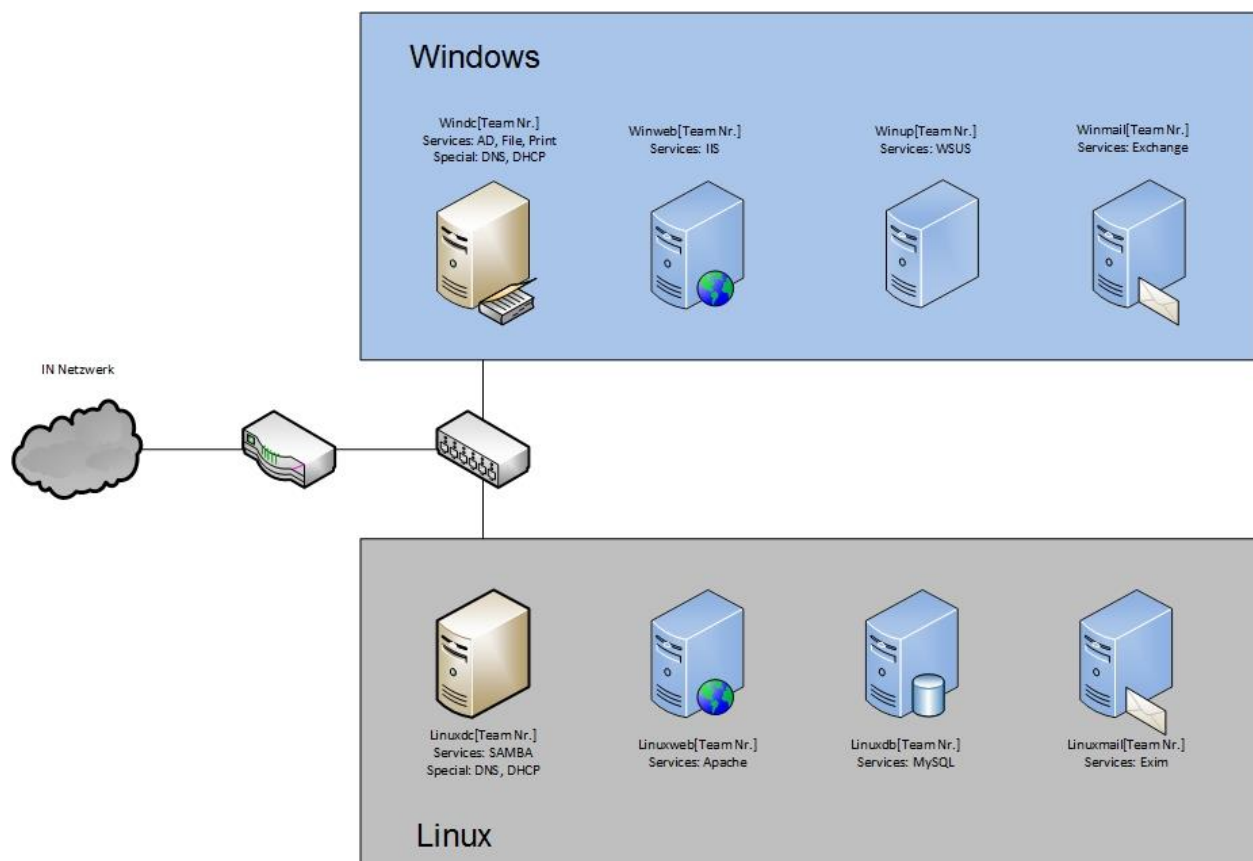 Windows
Windc[Team Nr.]
Services: AD, File, Print
Special: DNS, DHCP
Winweb[Team Nr.]
Services: IIS
Winup[Team Nr.]
Services: WSUS
Winmail[Team Nr.]
Services: Exchange
IN Netzwerk
Linuxdc[Team Nr.]
Services: SAMBA
Special: DNS, DHCP
Linuxweb[Team Nr.]
Services: Apache
Linuxdb[Team Nr.]
Services: MySQL
Linuxmail[Team Nr.]
Services: Exim
Linux